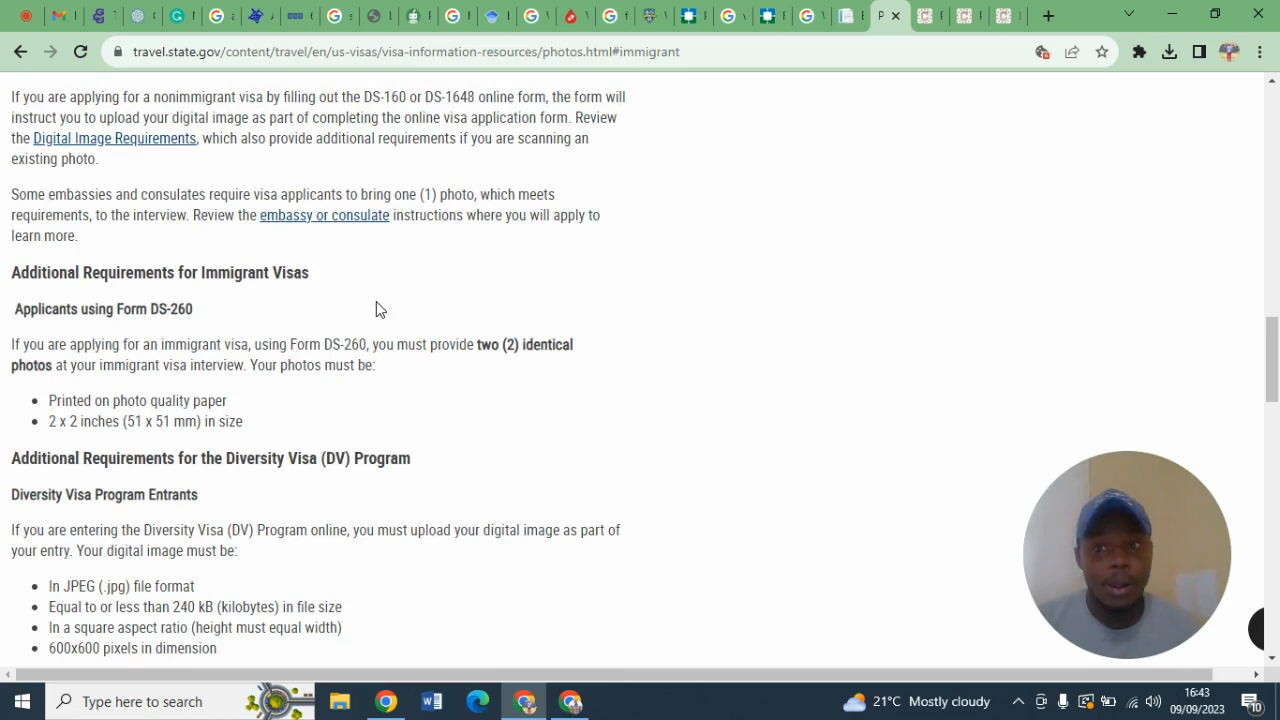 travel.state.gov/content/travel/en/us-visas/visa-information-resources/photos.html#immigrant
If you are applying for a nonimmigrant visa by filling out the DS-160 or DS-1648 online form, the form will
instruct you to upload your digital image as part of completing the online visa application form. Review
the Digital Image Requirements, which also provide additional requirements if you are scanning an
existing photo.
Some embassies and consulates require visa applicants to bring one (1) photo, which meets
requirements, to the interview. Review the embassy or consulate instructions where you will apply to
learn more.
Additional Requirements for Immigrant Visas
Applicants using Form DS-260
If you are applying for an immigrant visa, using Form DS-260, you must provide two (2) identical
photos at your immigrant visa interview. Your photos must be:
• Printed on photo quality paper
• 2 x 2 inches (51 x 51 mm) in size
Additional Requirements for the Diversity Visa (DV) Program
Diversity Visa Program Entrants
If you are entering the Diversity Visa (DV) Program online, you must upload your digital image as part of
your entry. Your digital image must be:
• In JPEG (.jpg) file format
• Equal to or less than 240 kB (kilobytes) in file size
• In a square aspect ratio (height must equal width)
• 600x600 pixels in dimension
Type here to search
21°C Mostly cloudy
16:43
09/09/2023
10